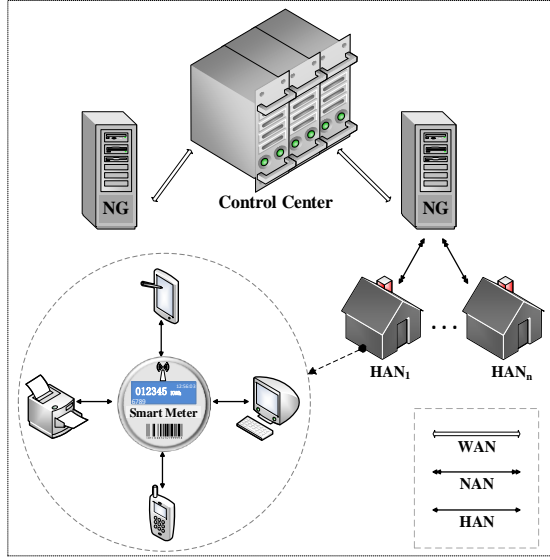 Control Center
NG
NG
HAN₁
. . .
HANₙ
012345
6789
Smart Meter
WAN
NAN
HAN